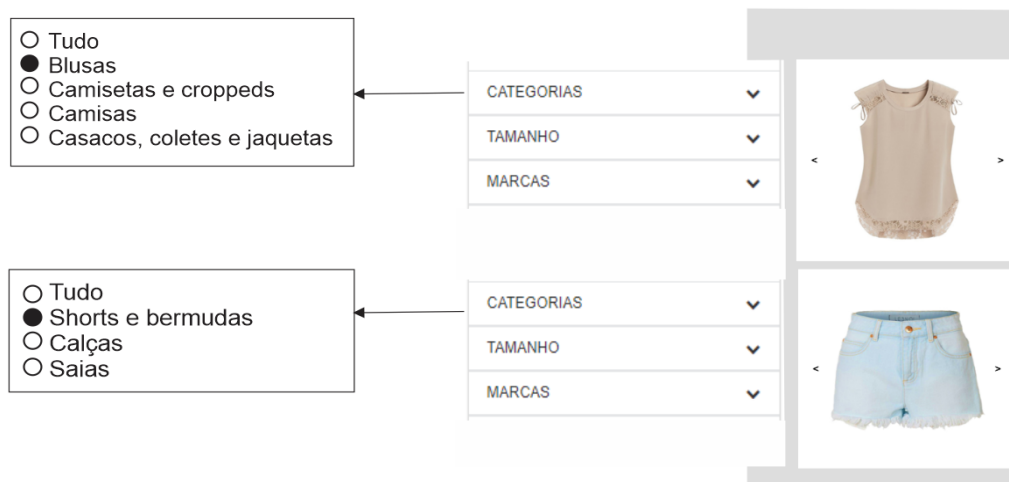 Tudo
Blusas
Camisetas e croppeds
Camisas
Casacos, coletes e jaquetas
CATEGORIAS
TAMANHO
MARCAS
<
>
Tudo
Shorts e bermudas
Calças
Saias
CATEGORIAS
TAMANHO
MARCAS
<
>